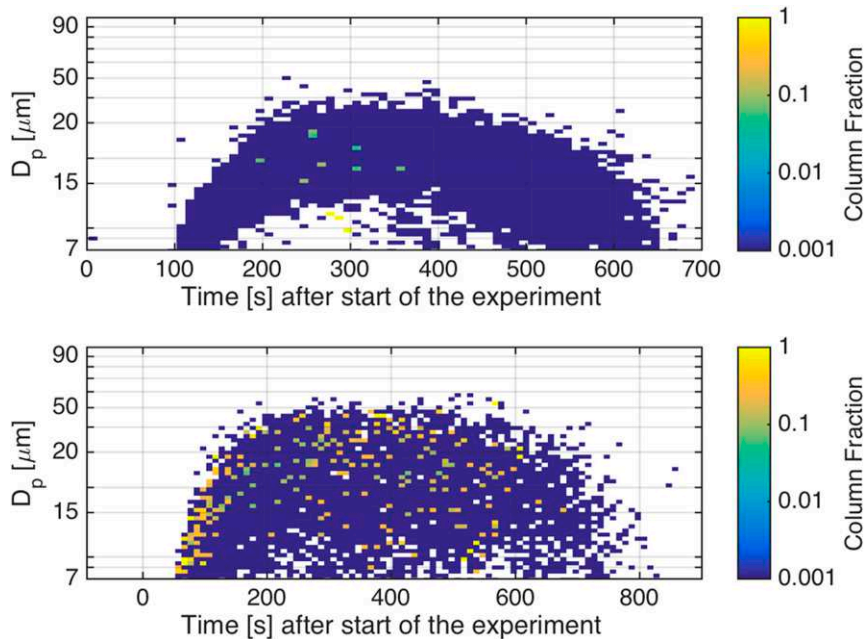 90
50
20
15
7
D_p [μm]
0 100 200 300 400 500 600 700
Time [s] after start of the experiment
1
0.1
0.01
0.001
Column Fraction
90
50
20
15
7
D_p [μm]
0 200 400 600 800
Time [s] after start of the experiment
1
0.1
0.01
0.001
Column Fraction